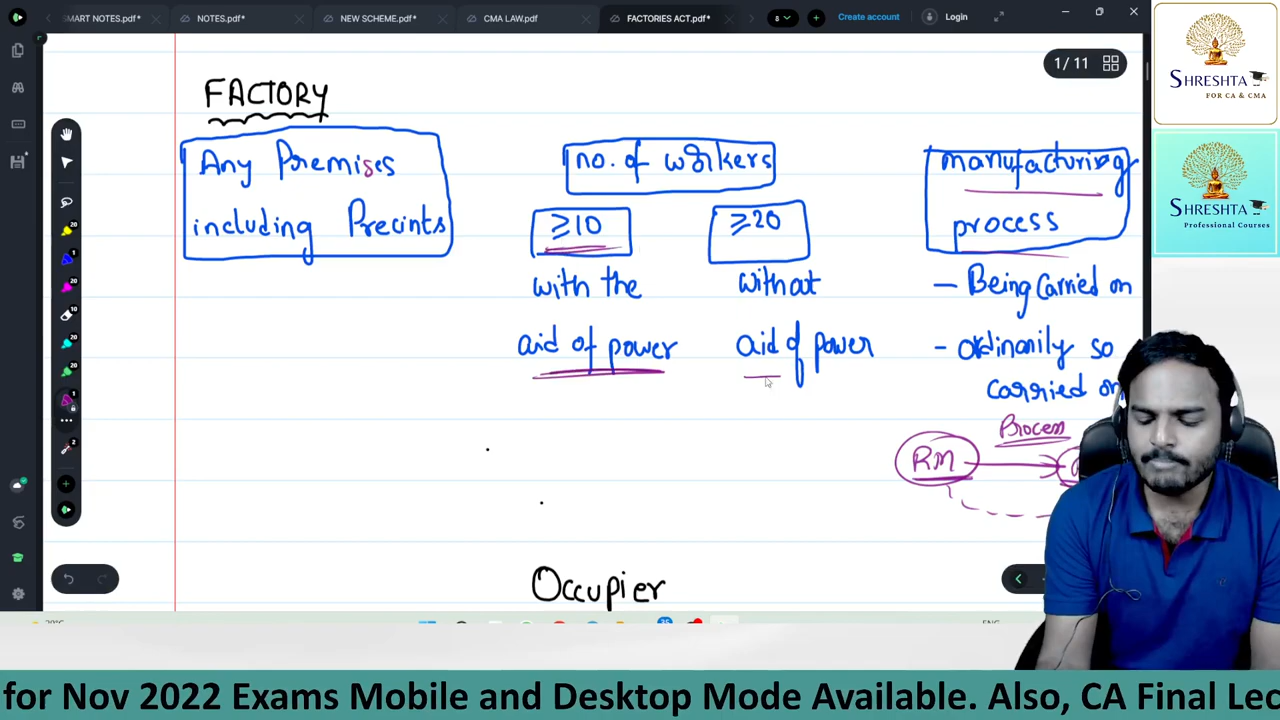 SMART NOTES.pdf*
NOTES.pdf*
NEW SCHEME.pdf*
CMA LAW.pdf
FACTORIES ACT.pdf*
8
Create account
Login
1 / 11
FACTORY
Any Premises
including Precints
no. of workers
≥10
with the
aid of power
≥20
without
aid of power
manufacturing
process
- Being Carried on
- ordinarily so
carried on
Process
RM
Occupier
ENG
SHRESHTA
FOR CA & CMA
SHRESHTA
Professional Courses
for Nov 2022 Exams Mobile and Desktop Mode Available. Also, CA Final Lec